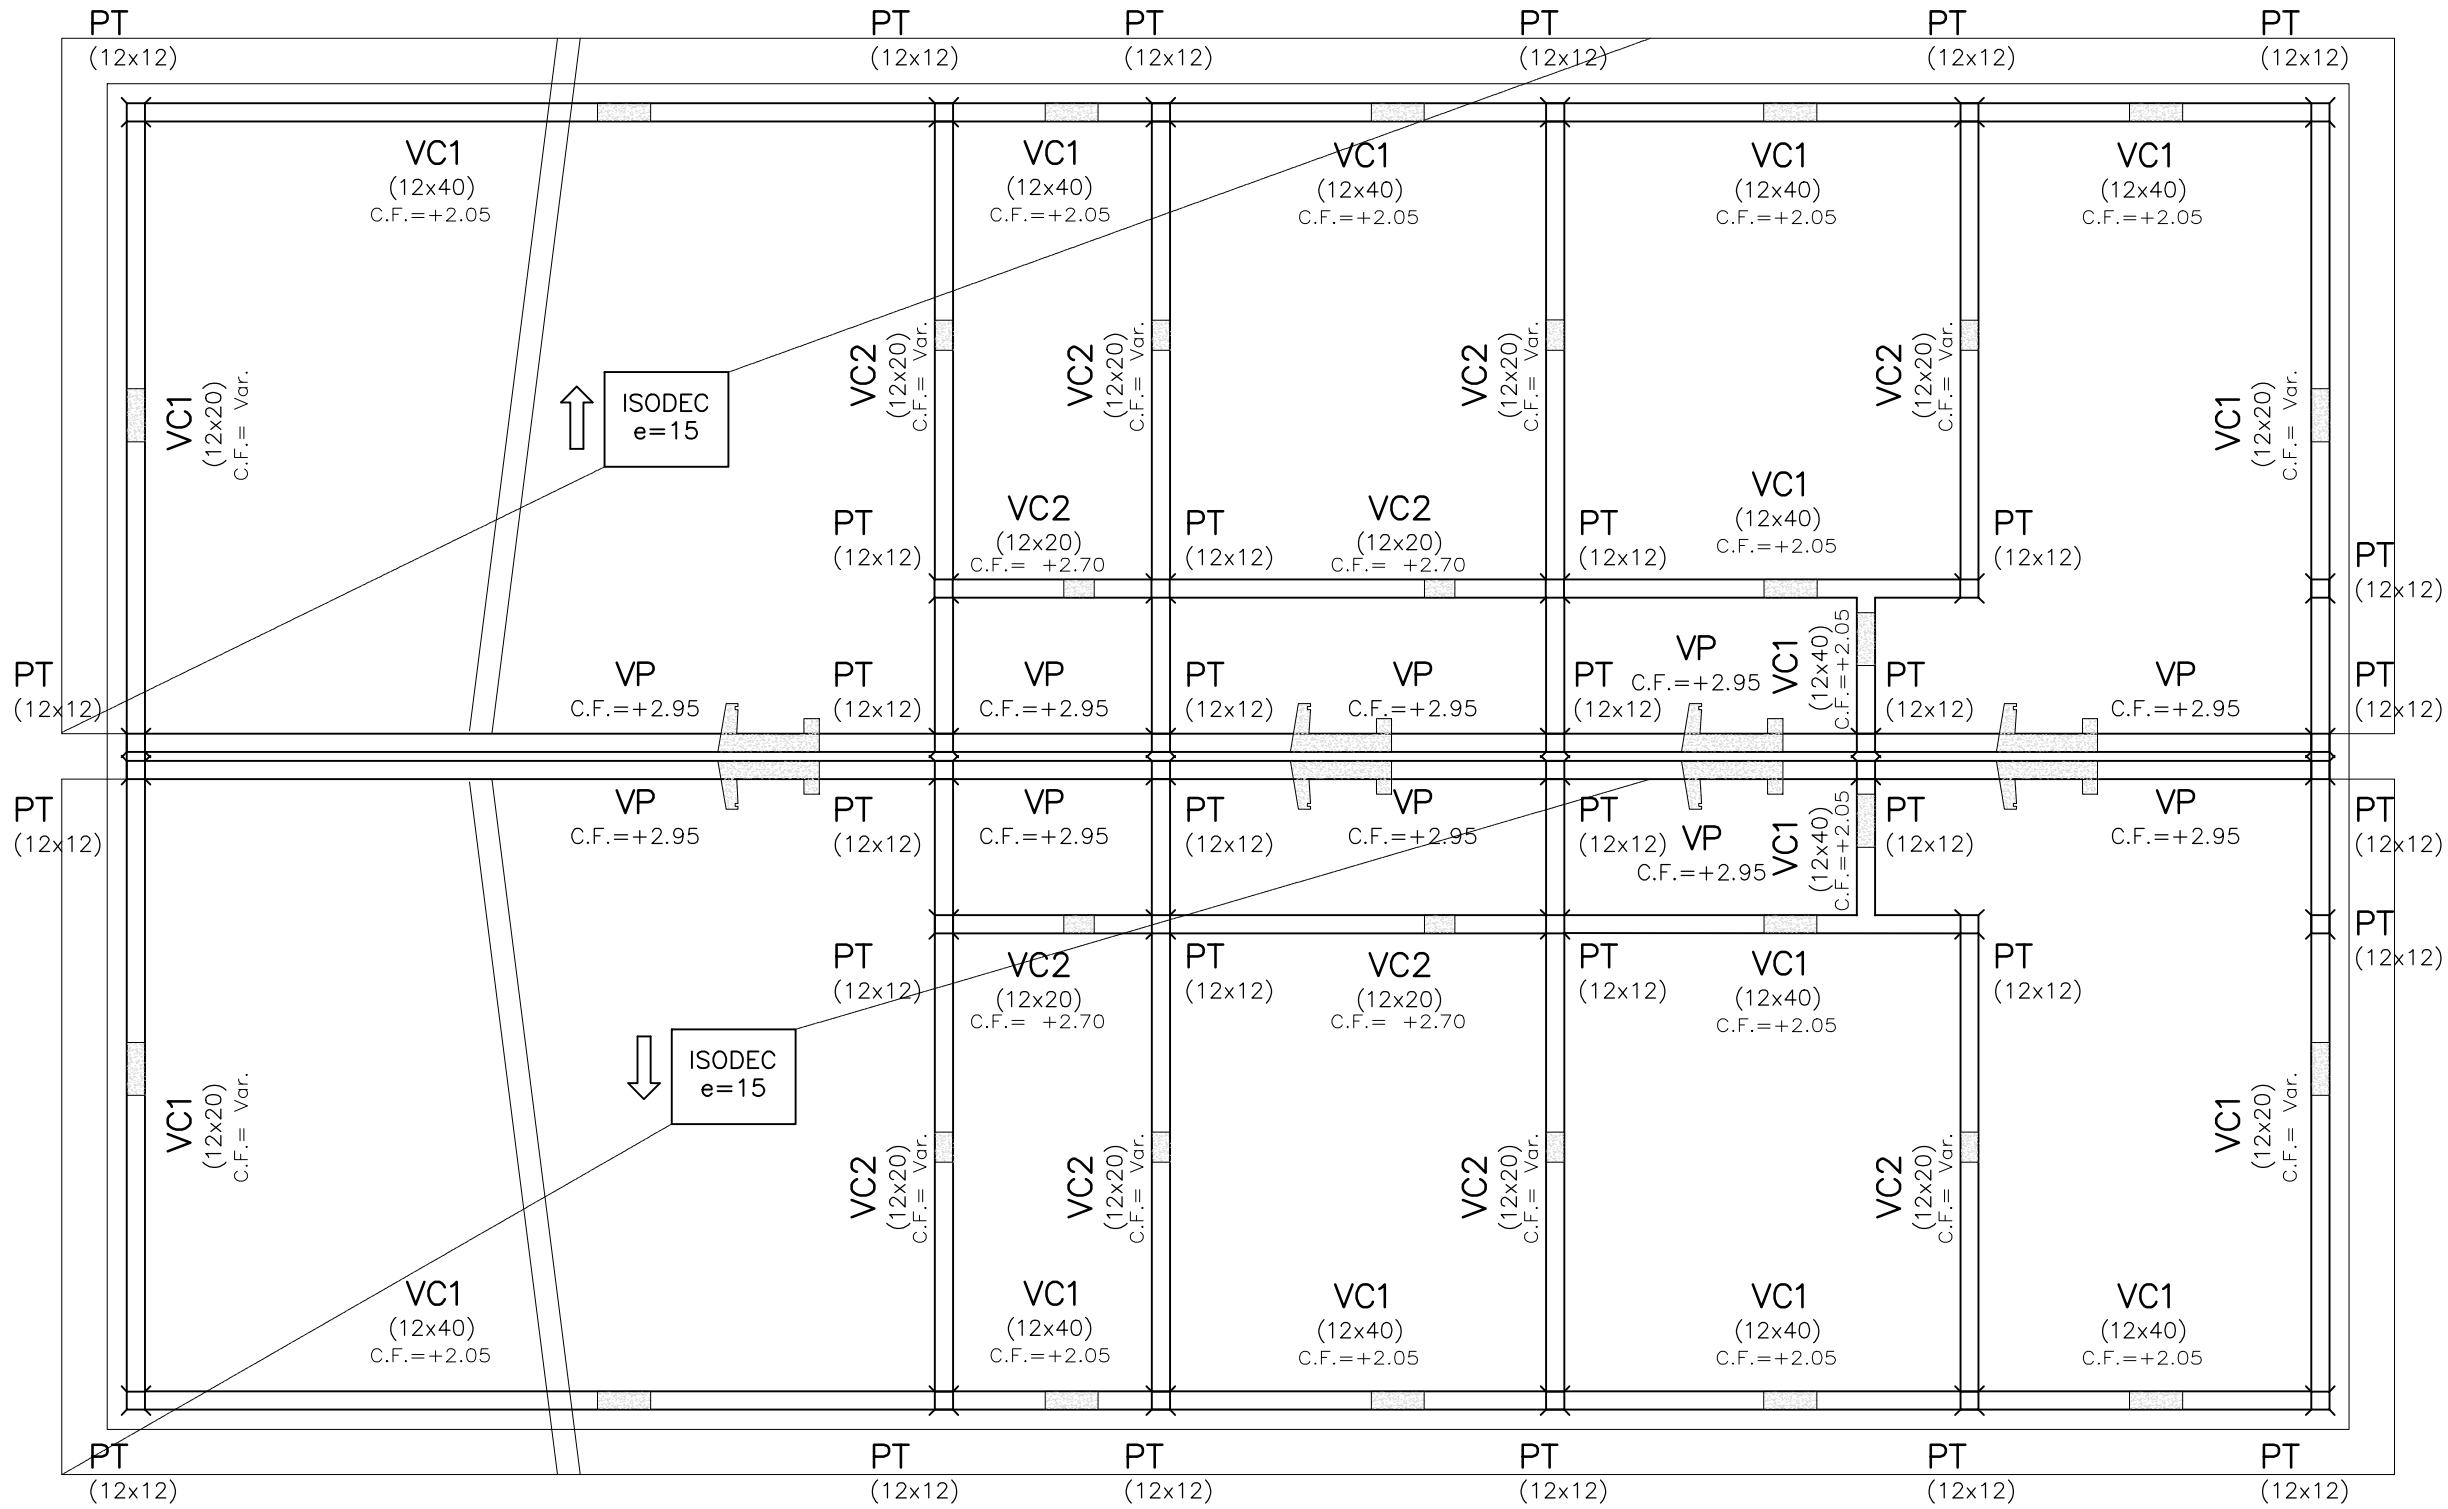 PT
(12x12)
PT
(12x12)
PT
(12x12)
PT
(12x12)
PT
(12x12)
PT
(12x12)
VC1
(12x40)
C.F.=+2.05
VC1
(12x40)
C.F.=+2.05
VC1
(12x40)
C.F.=+2.05
VC1
(12x40)
C.F.=+2.05
VC1
(12x40)
C.F.=+2.05
VC1
(12x20)
C.F.= Var.
ISODEC
e=15
VC2
(12x20)
C.F.= Var.
VC2
(12x20)
C.F.= Var.
VC2
(12x20)
C.F.= Var.
VC2
(12x20)
C.F.= Var.
VC1
(12x20)
C.F.= Var.
PT
(12x12)
VC2
(12x20)
C.F.= +2.70
PT
(12x12)
VC2
(12x20)
C.F.= +2.70
PT
(12x12)
VC1
(12x40)
C.F.=+2.05
PT
(12x12)
PT
(12x12)
PT
(12x12)
VP
C.F.=+2.95
PT
(12x12)
VP
C.F.=+2.95
PT
(12x12)
VP
C.F.=+2.95
PT
(12x12)
VP
C.F.=+2.95
VC1
(12x40)
C.F.=+2.05
PT
(12x12)
VP
C.F.=+2.95
PT
(12x12)
PT
(12x12)
VP
C.F.=+2.95
PT
(12x12)
VP
C.F.=+2.95
PT
(12x12)
VP
C.F.=+2.95
PT
(12x12)
VP
C.F.=+2.95
VC1
(12x40)
C.F.=+2.05
PT
(12x12)
VP
C.F.=+2.95
PT
(12x12)
PT
(12x12)
VC2
(12x20)
C.F.= +2.70
PT
(12x12)
VC2
(12x20)
C.F.= +2.70
PT
(12x12)
VC1
(12x40)
C.F.=+2.05
PT
(12x12)
PT
(12x12)
VC1
(12x20)
C.F.= Var.
ISODEC
e=15
VC2
(12x20)
C.F.= Var.
VC2
(12x20)
C.F.= Var.
VC2
(12x20)
C.F.= Var.
VC2
(12x20)
C.F.= Var.
VC1
(12x20)
C.F.= Var.
VC1
(12x40)
C.F.=+2.05
VC1
(12x40)
C.F.=+2.05
VC1
(12x40)
C.F.=+2.05
VC1
(12x40)
C.F.=+2.05
VC1
(12x40)
C.F.=+2.05
PT
(12x12)
PT
(12x12)
PT
(12x12)
PT
(12x12)
PT
(12x12)
PT
(12x12)